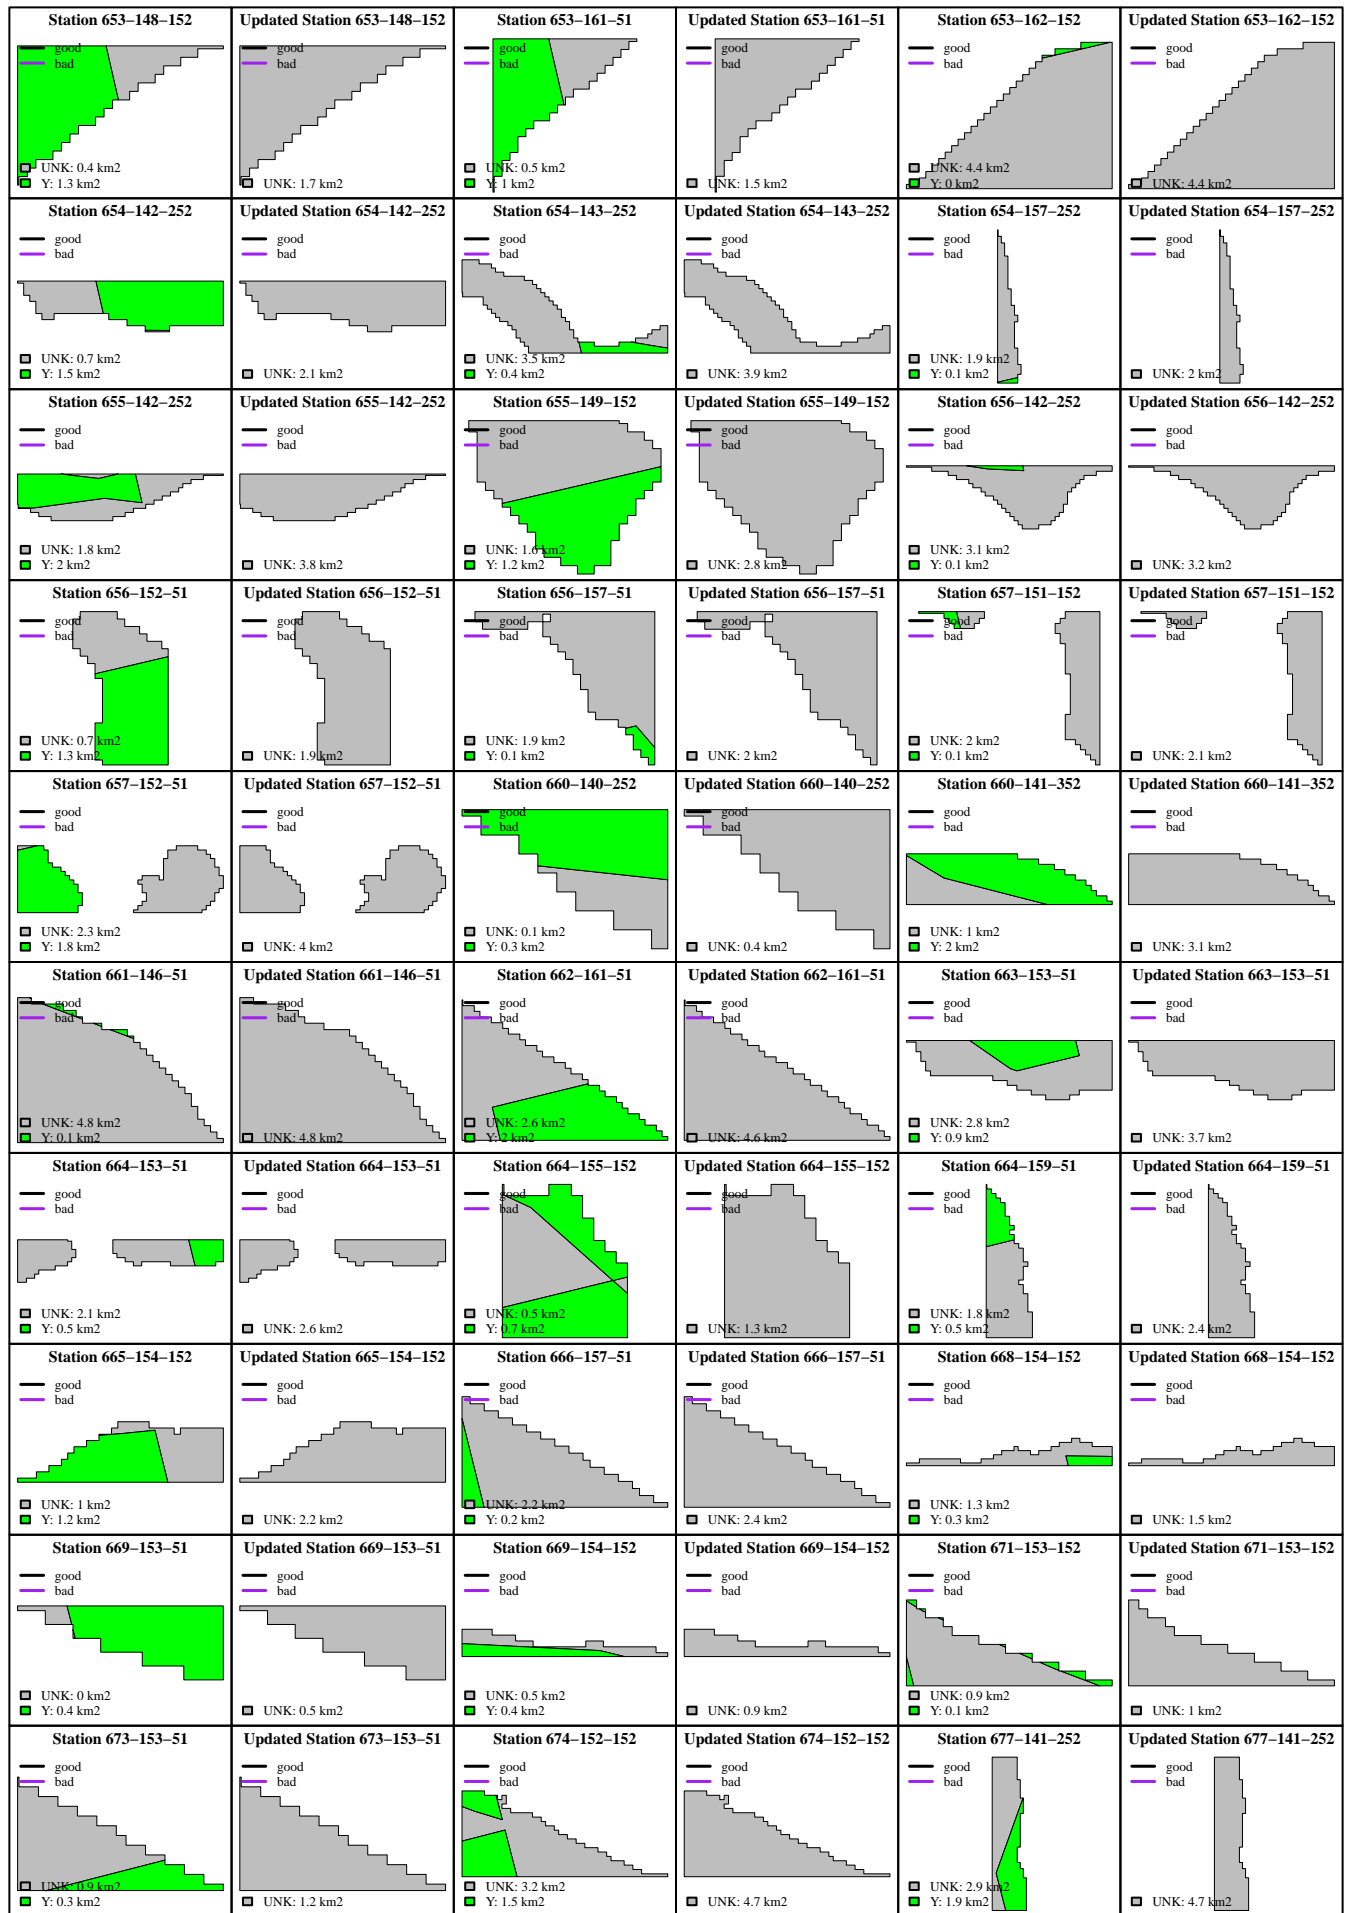 Station 653–148–152
good
bad
UNK: 0.4 km2
Y: 1.3 km2
Updated Station 653–148–152
good
bad
UNK: 1.7 km2
Station 653–161–51
good
bad
UNK: 0.5 km2
Y: 1 km2
Updated Station 653–161–51
good
bad
UNK: 1.5 km2
Station 653–162–152
good
bad
UNK: 4.4 km2
Y: 0 km2
Updated Station 653–162–152
good
bad
UNK: 4.4 km2
Station 654–142–252
good
bad
UNK: 0.7 km2
Y: 1.5 km2
Updated Station 654–142–252
good
bad
UNK: 2.1 km2
Station 654–143–252
good
bad
UNK: 3.5 km2
Y: 0.4 km2
Updated Station 654–143–252
good
bad
UNK: 3.9 km2
Station 654–157–252
good
bad
UNK: 1.9 km2
Y: 0.1 km2
Updated Station 654–157–252
good
bad
UNK: 2 km2
Station 655–142–252
good
bad
UNK: 1.8 km2
Y: 2 km2
Updated Station 655–142–252
good
bad
UNK: 3.8 km2
Station 655–149–152
good
bad
UNK: 1.6 km2
Y: 1.2 km2
Updated Station 655–149–152
good
bad
UNK: 2.8 km2
Station 656–142–252
good
bad
UNK: 3.1 km2
Y: 0.1 km2
Updated Station 656–142–252
good
bad
UNK: 3.2 km2
Station 656–152–51
good
bad
UNK: 0.7 km2
Y: 1.3 km2
Updated Station 656–152–51
good
bad
UNK: 1.9 km2
Station 656–157–51
good
bad
UNK: 1.9 km2
Y: 0.1 km2
Updated Station 656–157–51
good
bad
UNK: 2 km2
Station 657–151–152
good
bad
UNK: 2 km2
Y: 0.1 km2
Updated Station 657–151–152
good
bad
UNK: 2.1 km2
Station 657–152–51
good
bad
UNK: 2.3 km2
Y: 1.8 km2
Updated Station 657–152–51
good
bad
UNK: 4 km2
Station 660–140–252
good
bad
UNK: 0.1 km2
Y: 0.3 km2
Updated Station 660–140–252
good
bad
UNK: 0.4 km2
Station 660–141–352
good
bad
UNK: 1 km2
Y: 2 km2
Updated Station 660–141–352
good
bad
UNK: 3.1 km2
Station 661–146–51
good
bad
UNK: 4.8 km2
Y: 0.1 km2
Updated Station 661–146–51
good
bad
UNK: 4.8 km2
Station 662–161–51
good
bad
UNK: 2.6 km2
Y: 2 km2
Updated Station 662–161–51
good
bad
UNK: 4.6 km2
Station 663–153–51
good
bad
UNK: 2.8 km2
Y: 0.9 km2
Updated Station 663–153–51
good
bad
UNK: 3.7 km2
Station 664–153–51
good
bad
UNK: 2.1 km2
Y: 0.5 km2
Updated Station 664–153–51
good
bad
UNK: 2.6 km2
Station 664–155–152
good
bad
UNK: 0.5 km2
Y: 0.7 km2
Updated Station 664–155–152
good
bad
UNK: 1.3 km2
Station 664–159–51
good
bad
UNK: 1.8 km2
Y: 0.5 km2
Updated Station 664–159–51
good
bad
UNK: 2.4 km2
Station 665–154–152
good
bad
UNK: 1 km2
Y: 1.2 km2
Updated Station 665–154–152
good
bad
UNK: 2.2 km2
Station 666–157–51
good
bad
UNK: 2.2 km2
Y: 0.2 km2
Updated Station 666–157–51
good
bad
UNK: 2.4 km2
Station 668–154–152
good
bad
UNK: 1.3 km2
Y: 0.3 km2
Updated Station 668–154–152
good
bad
UNK: 1.5 km2
Station 669–153–51
good
bad
UNK: 0 km2
Y: 0.4 km2
Updated Station 669–153–51
good
bad
UNK: 0.5 km2
Station 669–154–152
good
bad
UNK: 0.5 km2
Y: 0.4 km2
Updated Station 669–154–152
good
bad
UNK: 0.9 km2
Station 671–153–152
good
bad
UNK: 0.9 km2
Y: 0.1 km2
Updated Station 671–153–152
good
bad
UNK: 1 km2
Station 673–153–51
good
bad
UNK: 0.9 km2
Y: 0.3 km2
Updated Station 673–153–51
good
bad
UNK: 1.2 km2
Station 674–152–152
good
bad
UNK: 3.2 km2
Y: 1.5 km2
Updated Station 674–152–152
good
bad
UNK: 4.7 km2
Station 677–141–252
good
bad
UNK: 2.9 km2
Y: 1.9 km2
Updated Station 677–141–252
good
bad
UNK: 4.7 km2